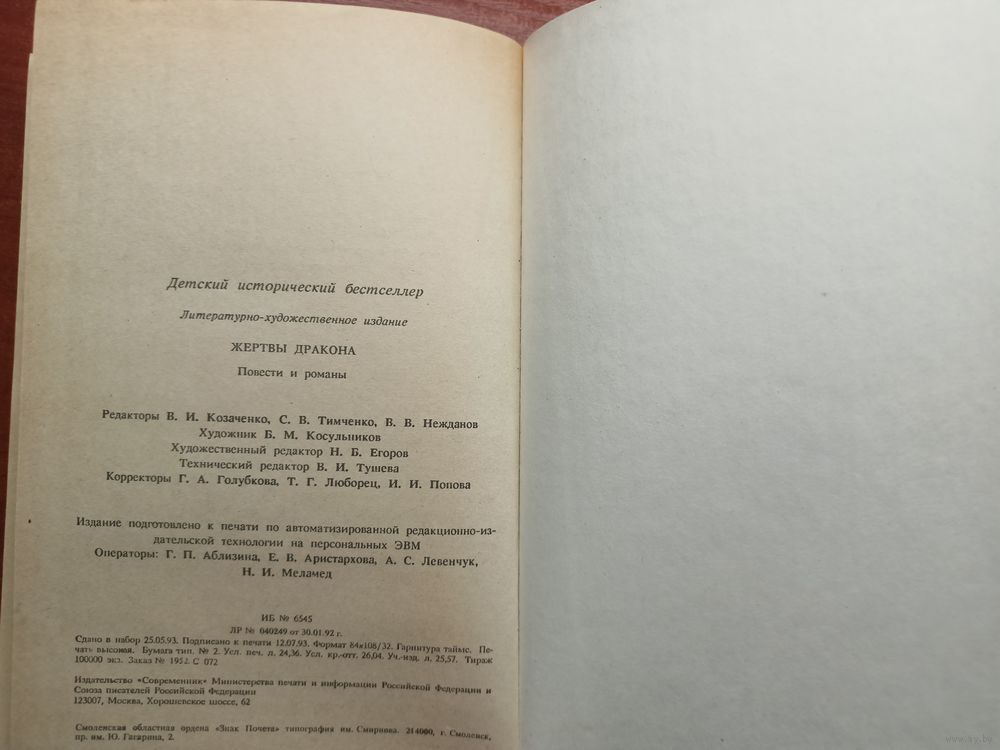 Детский исторический бестселлер
Литературно-художественное издание
ЖЕРТВЫ ДРАКОНА
Повести и романы
Редакторы В. И. Козаченко, С. В. Тимченко, В. В. Нежданов
Художник Б. М. Косульников
Художественный редактор Н. Б. Егоров
Технический редактор В. И. Тушева
Корректоры Г. А. Голубкова, Т. Г. Люборец, И. И. Попова
Издание подготовлено к печати по автоматизированной редакционно-из-
дательской технологии на персональных ЭВМ
Операторы: Г. П. Аблизина, Е. В. Аристархова, А. С. Левенчук,
Н. И. Меламед
ИБ № 6545
ЛР № 040249 от 30.01.92 г.
Сдано в набор 25.05.93. Подписано к печати 12.07.93. Формат 84х108/32. Гарнитура таймс. Пе-
чать высокая. Бумага тип. № 2. Усл. печ. л. 24,36. Усл. кр.-отт. 26,04. Уч.-изд. л. 25,57. Тираж
100000 экз. Заказ № 1952. С 072
Издательство «Современник» Министерства печати и информации Российской Федерации и
Союза писателей Российской Федерации
123007, Москва, Хорошевское шоссе, 62
Смоленская областная ордена «Знак Почета» типография им. Смирнова. 214000, г. Смоленск,
пр. им. Ю. Гагарина, 2.